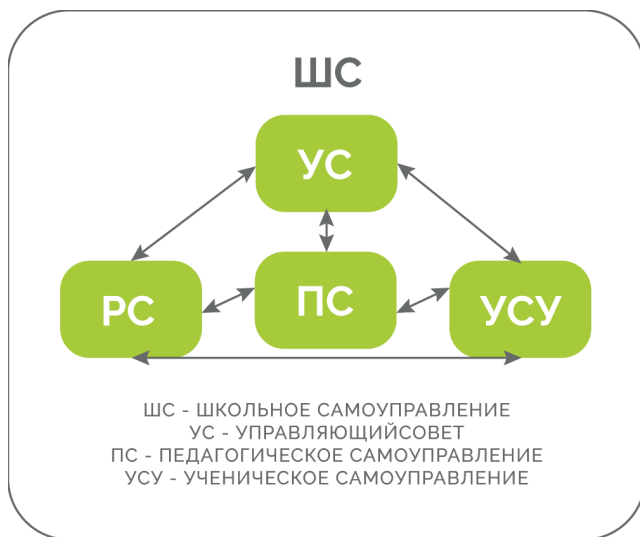 ШС
УС
РС
ПС
УСУ
ШС - ШКОЛЬНОЕ САМОУПРАВЛЕНИЕ
УС - УПРАВЛЯЮЩИЙСОВЕТ
ПС - ПЕДАГОГИЧЕСКОЕ САМОУПРАВЛЕНИЕ
УСУ - УЧЕНИЧЕСКОЕ САМОУПРАВЛЕНИЕ